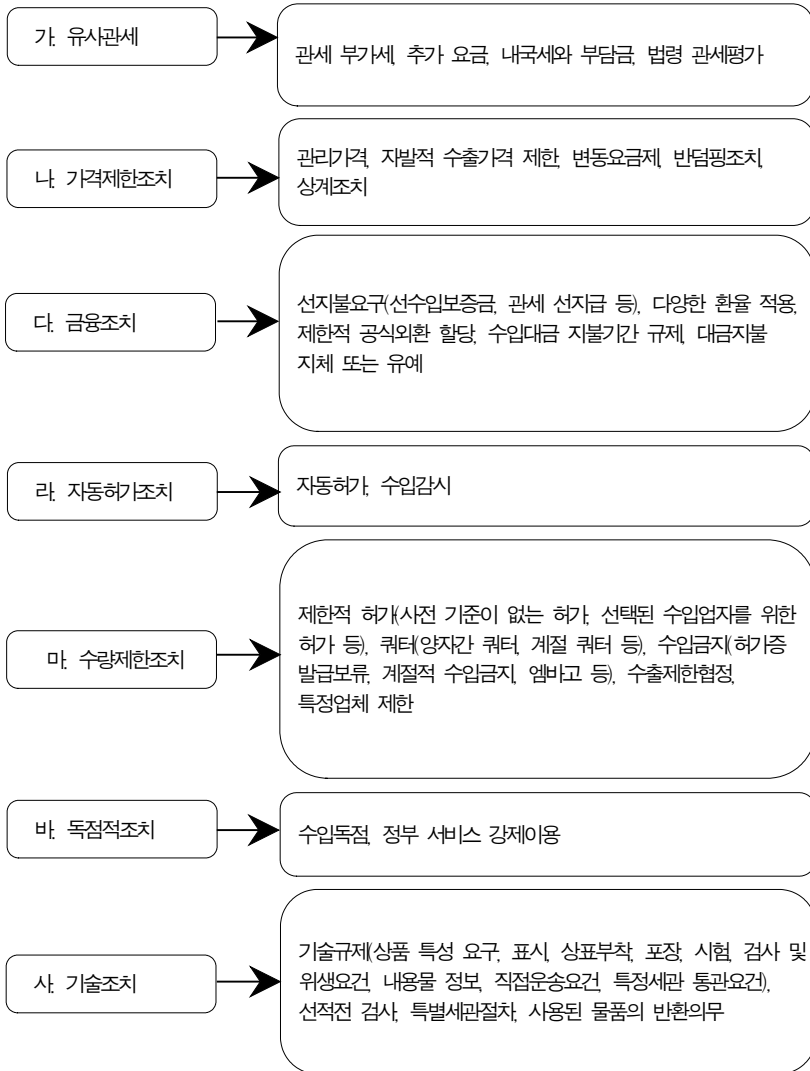 가. 유사관세
관세 부가세, 추가 요금, 내국세와 부담금, 법령 관세평가
나. 가격제한조치
관리가격, 자발적 수출가격 제한, 변동요금제, 반덤핑조치,
상계조치
다. 금융조치
선지불요구(선수입보증금, 관세 선지급 등), 다양한 환율 적용,
제한적 공식외환 할당, 수입대금 지불기간 규제, 대금지불
지체 또는 유예
라. 자동허가조치
자동허가, 수입감시
마. 수량제한조치
제한적 허가(사전 기준이 없는 허가, 선택된 수입업자를 위한
허가 등), 쿼터(양자간 쿼터, 계절 쿼터 등), 수입금지(허가증
발급보류, 계절적 수입금지, 엠바고 등), 수출제한협정,
특정업체 제한
바. 독점적조치
수입독점, 정부 서비스 강제이용
사. 기술조치
기술규제(상품 특성 요구, 표시, 상표부착, 포장, 시험, 검사 및
위생요건, 내용물 정보, 직접운송요건, 특정세관 통관요건),
선적전 검사, 특별세관절차, 사용된 물품의 반환의무